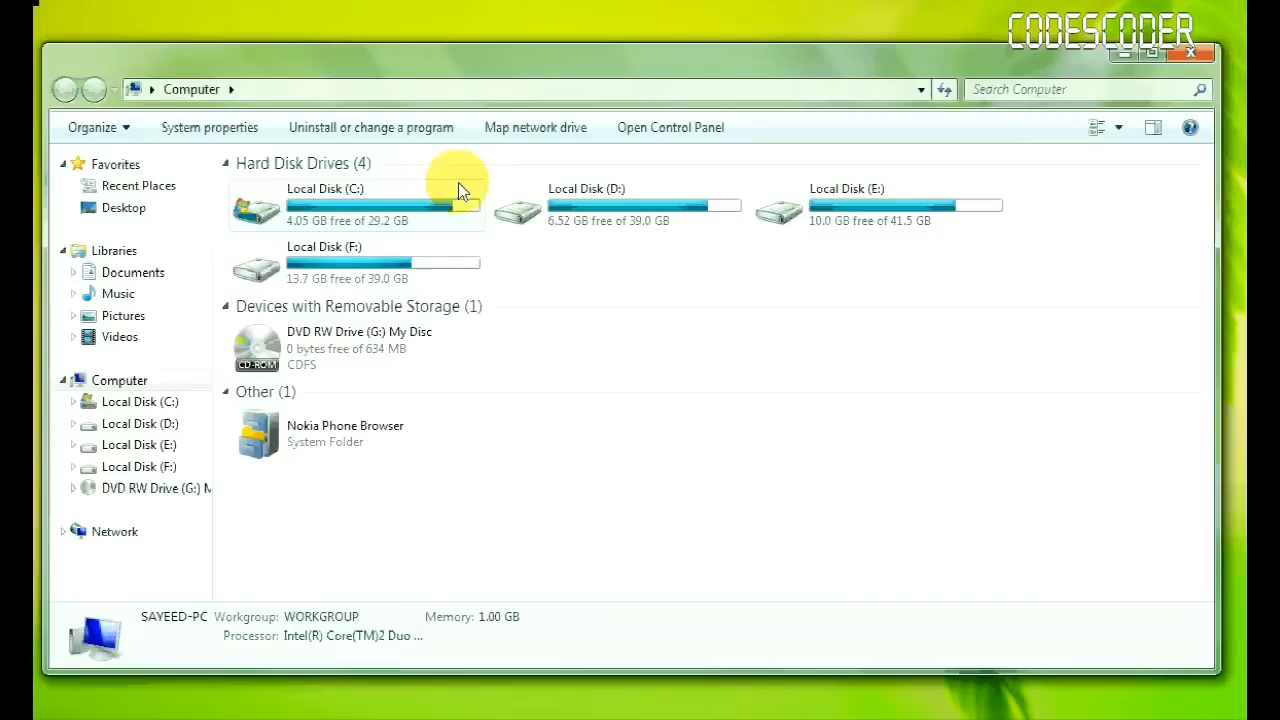 CODESCODER
Computer
Search Computer
Organize System properties Uninstall or change a program Map network drive Open Control Panel
Favorites
Recent Places
Desktop
Libraries
Documents
Music
Pictures
Videos
Computer
Local Disk (C:)
Local Disk (D:)
Local Disk (E:)
Local Disk (F:)
DVD RW Drive (G:) M
Network
Hard Disk Drives (4)
Local Disk (C:)
4.05 GB free of 29.2 GB
Local Disk (D:)
6.52 GB free of 39.0 GB
Local Disk (E:)
10.0 GB free of 41.5 GB
Local Disk (F:)
13.7 GB free of 39.0 GB
Devices with Removable Storage (1)
DVD RW Drive (G:) My Disc
0 bytes free of 634 MB
CDFS
CD-ROM
Other (1)
Nokia Phone Browser
System Folder
SAYEED-PC Workgroup: WORKGROUP Memory: 1.00 GB
Processor: Intel(R) Core(TM)2 Duo ...